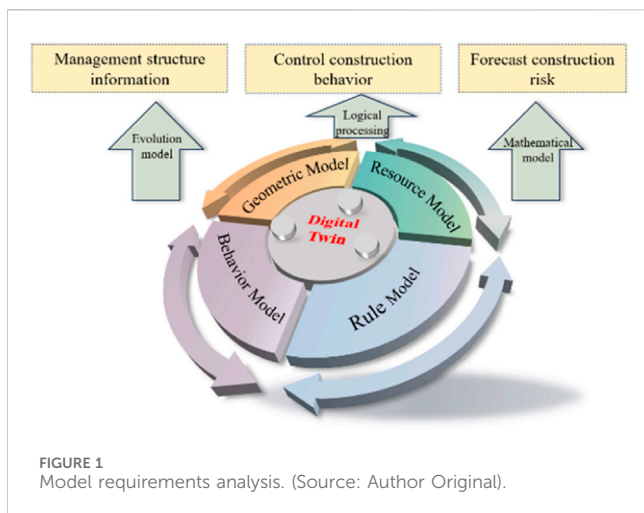 Management structure
information
Control construction
behavior
Forecast construction
risk
Evolution
model
Logical
processing
Mathematical
model
Geometric Model
Resource Model
Behavior Model
Rule Model
Digital
Twin
FIGURE 1
Model requirements analysis. (Source: Author Original).